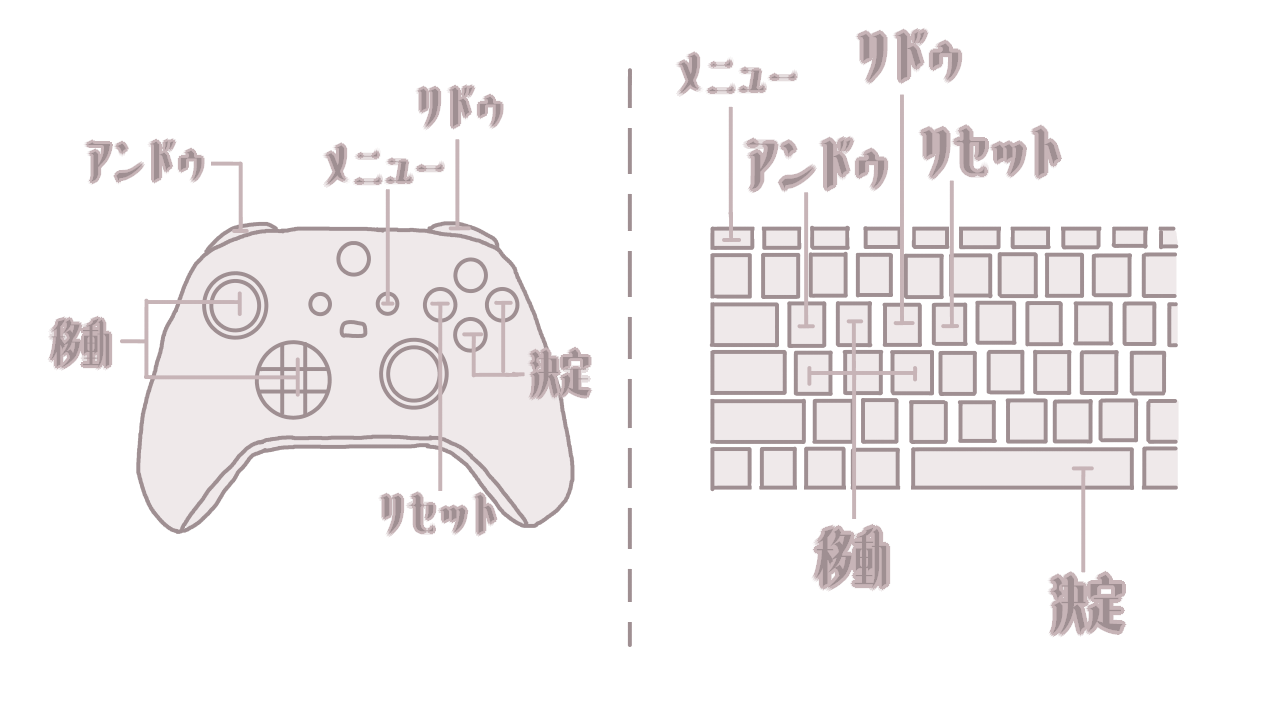 アンドゥ
メニュー
リドゥ
移動
決定
リセット
メニュー
リドゥ
アンドゥ
リセット
移動
決定